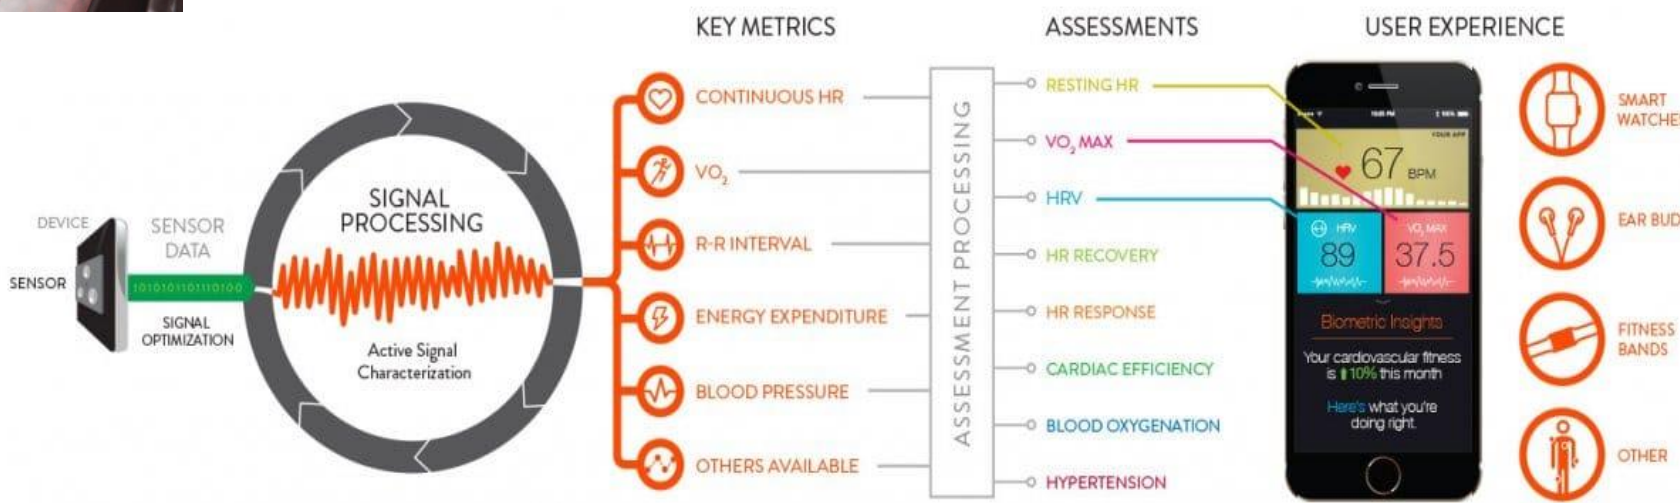 KEY METRICS
ASSESSMENTS
USER EXPERIENCE
DEVICE
SENSOR
SENSOR
DATA
1010101101110100
SIGNAL
OPTIMIZATION
SIGNAL
PROCESSING
Active Signal
Characterization
CONTINUOUS HR
VO₂
R-R INTERVAL
ENERGY EXPENDITURE
BLOOD PRESSURE
OTHERS AVAILABLE
ASSESSMENT PROCESSING
RESTING HR
VO₂ MAX
HRV
HR RECOVERY
HR RESPONSE
CARDIAC EFFICIENCY
BLOOD OXYGENATION
HYPERTENSION
YOUR APP
67 BPM
HRV
89
VO₂ MAX
37.5
Biometric Insights
Your cardiovascular fitness
is 10% this month
Here's what you're
doing right.
SMART
WATCHE
EAR BUD
FITNESS
BANDS
OTHER